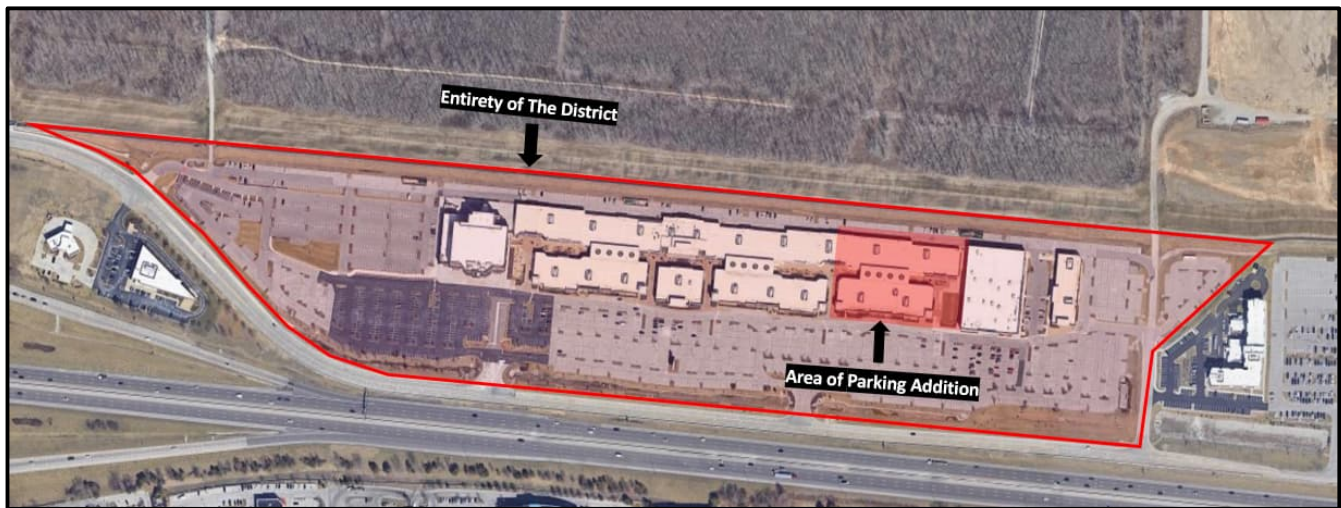 Entirety of The District
Area of Parking Addition